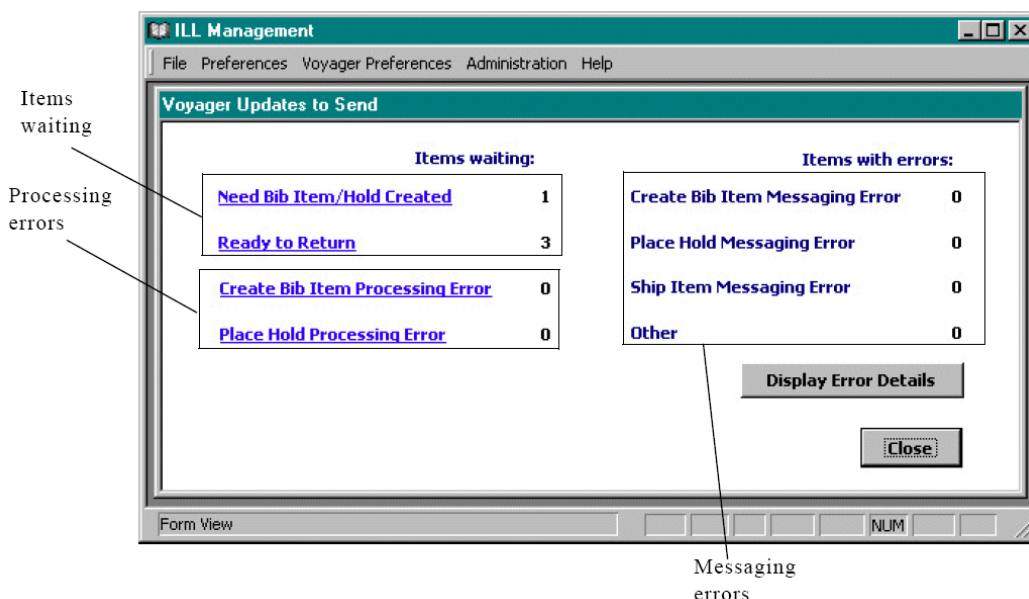 ILL Management
File Preferences Voyager Preferences Administration Help
Voyager Updates to Send
Items
waiting
Processing
errors
Items waiting:
Need Bib Item/Hold Created 1
Ready to Return 3
Create Bib Item Processing Error 0
Place Hold Processing Error 0
Items with errors:
Create Bib Item Messaging Error 0
Place Hold Messaging Error 0
Ship Item Messaging Error 0
Other 0
Display Error Details
Close
Form View
NUM
Messaging
errors